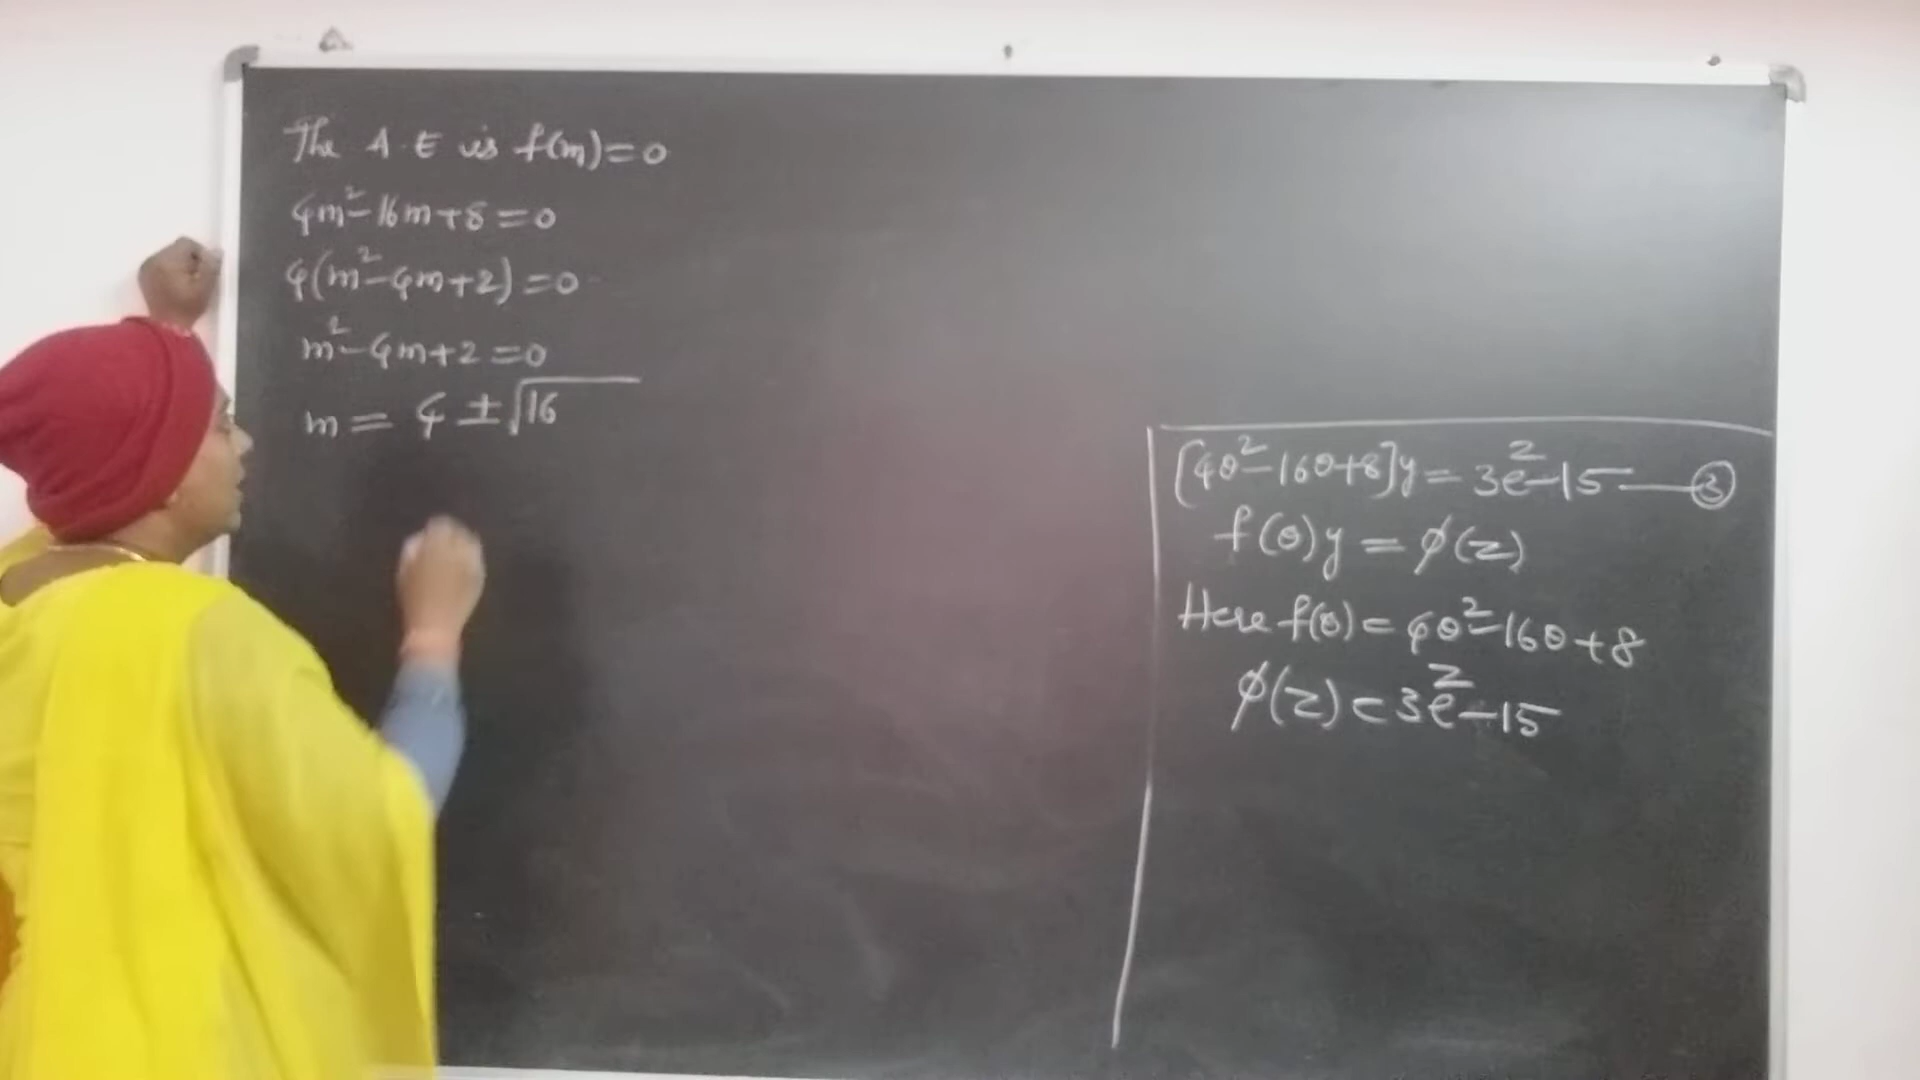 The A.E is f(m)=0
4m²-16m+8=0
4(m²-4m+2)=0
m²-4m+2=0
m = 4 ± √16
[4θ²-16θ+8]y = 3e^z-15 —③
f(θ)y = ϕ(z)
Here f(θ) = 4θ²-16θ+8
ϕ(z) = 3e^z-15